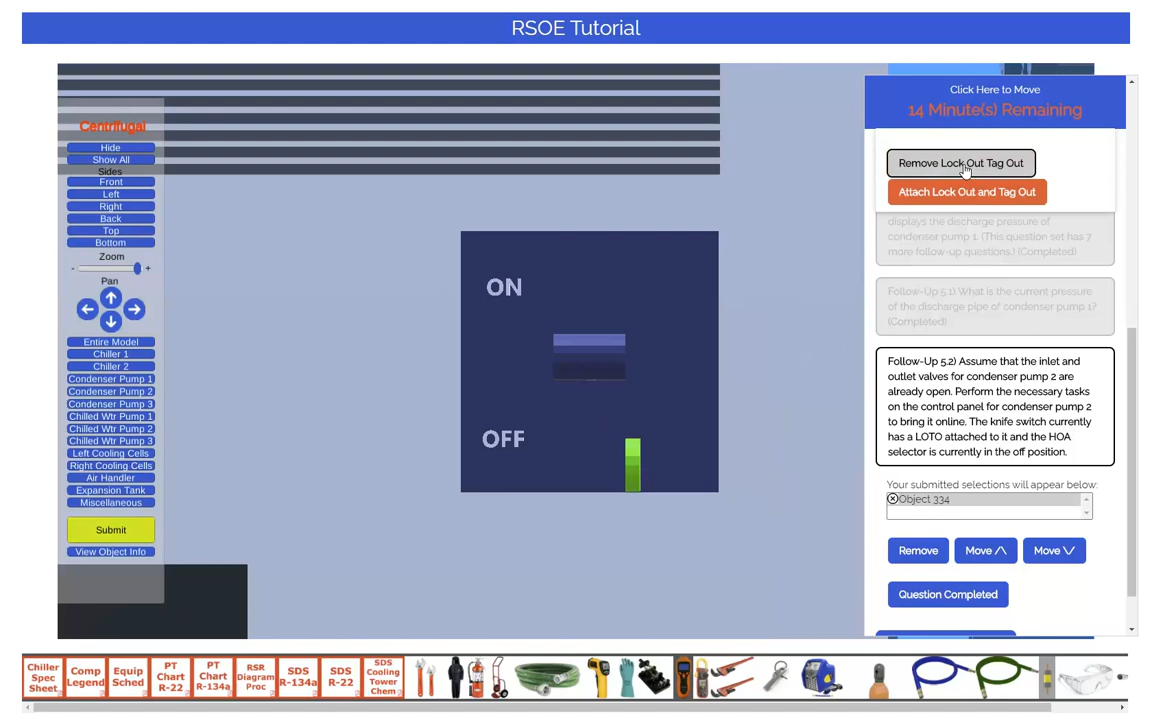 RSOE Tutorial
Centrifugal
Hide
Show All
Sides
Front
Left
Right
Back
Top
Bottom
Zoom
- +
Pan
Entire Model
Chiller 1
Chiller 2
Condenser Pump 1
Condenser Pump 2
Condenser Pump 3
Chilled Wtr Pump 1
Chilled Wtr Pump 2
Chilled Wtr Pump 3
Left Cooling Cells
Right Cooling Cells
Air Handler
Expansion Tank
Miscellaneous
Submit
View Object Info
ON
OFF
Click Here to Move
14 Minute(s) Remaining
Remove Lock Out Tag Out
Attach Lock Out and Tag Out
displays the discharge pressure of
condenser pump 1. (This question set has 7
more follow-up questions.) (Completed)
Follow-Up 5.1) What is the current pressure
of the discharge pipe of condenser pump 1?
(Completed)
Follow-Up 5.2) Assume that the inlet and
outlet valves for condenser pump 2 are
already open. Perform the necessary tasks
on the control panel for condenser pump 2
to bring it online. The knife switch currently
has a LOTO attached to it and the HOA
selector is currently in the off position.
Your submitted selections will appear below:
Object 334
Remove
Move
Move
Question Completed
Chiller
Spec
Sheet
Comp
Legend
Equip
Sched
PT
Chart
R-22
PT
Chart
R-134a
RSR
Diagram
Proc
SDS
R-134a
SDS
R-22
SDS
Cooling
Tower
Chem